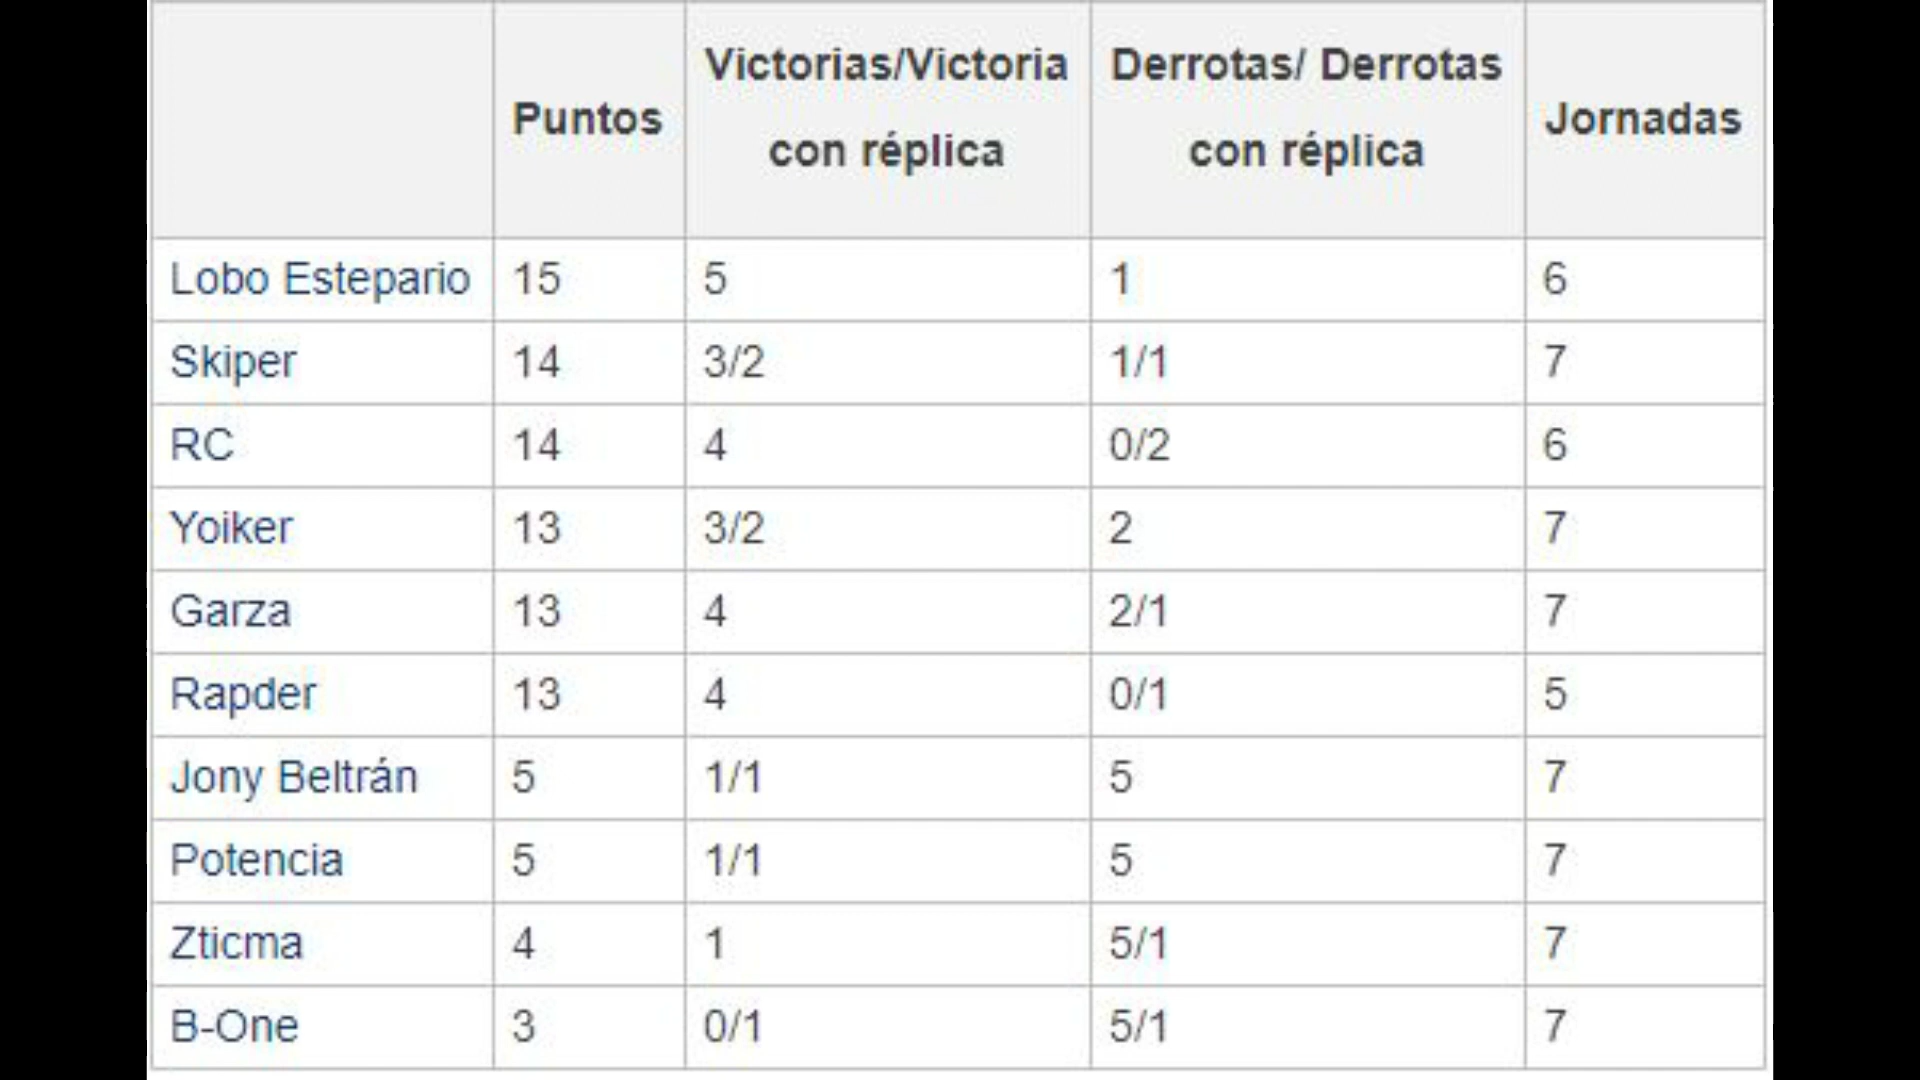 Puntos Victorias/Victoria con réplica Derrotas/ Derrotas con réplica Jornadas
Lobo Estepario 15 5 1 6
Skiper 14 3/2 1/1 7
RC 14 4 0/2 6
Yoiker 13 3/2 2 7
Garza 13 4 2/1 7
Rapder 13 4 0/1 5
Jony Beltrán 5 1/1 5 7
Potencia 5 1/1 5 7
Zticma 4 1 5/1 7
B-One 3 0/1 5/1 7